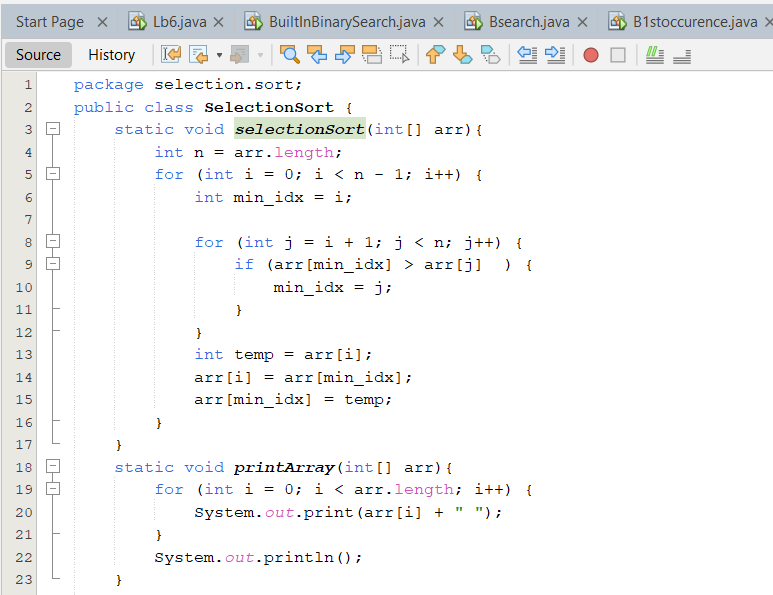 Start Page × Lb6.java × BuiltInBinarySearch.java × Bsearch.java × B1stoccurence.java ×
Source History
1 package selection.sort;
2 public class SelectionSort {
3 static void selectionSort(int[] arr){
4 int n = arr.length;
5 for (int i = 0; i < n - 1; i++) {
6 int min_idx = i;
7
8 for (int j = i + 1; j < n; j++) {
9 if (arr[min_idx] > arr[j]  ) {
10 min_idx = j;
11 }
12 }
13 int temp = arr[i];
14 arr[i] = arr[min_idx];
15 arr[min_idx] = temp;
16 }
17 }
18 static void printArray(int[] arr){
19 for (int i = 0; i < arr.length; i++) {
20 System.out.print(arr[i] + " ");
21 }
22 System.out.println();
23 }